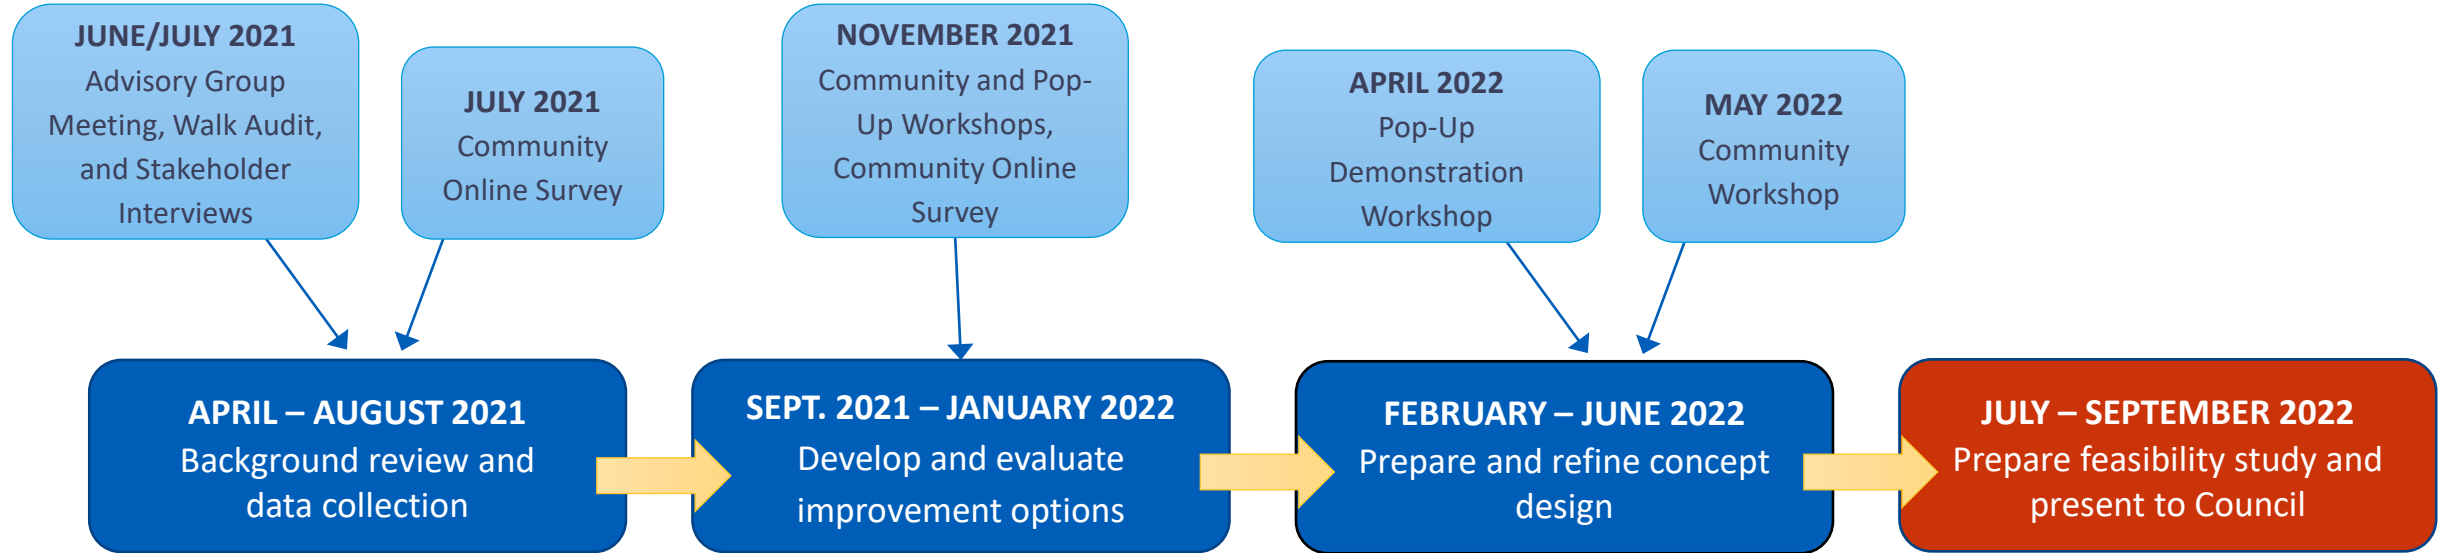 JUNE/JULY 2021
Advisory Group
Meeting, Walk Audit,
and Stakeholder
Interviews
JULY 2021
Community
Online Survey
NOVEMBER 2021
Community and Pop-
Up Workshops,
Community Online
Survey
APRIL 2022
Pop-Up
Demonstration
Workshop
MAY 2022
Community
Workshop
APRIL – AUGUST 2021
Background review and
data collection
SEPT. 2021 – JANUARY 2022
Develop and evaluate
improvement options
FEBRUARY – JUNE 2022
Prepare and refine concept
design
JULY – SEPTEMBER 2022
Prepare feasibility study and
present to Council